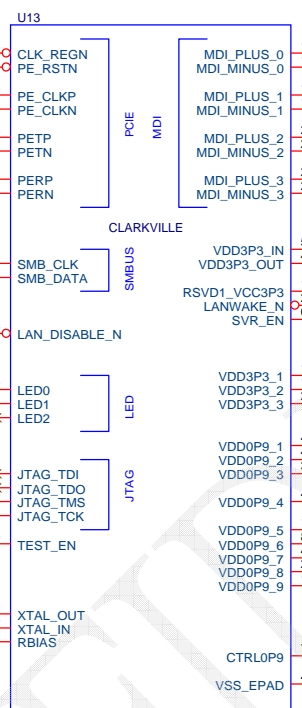 U13
CLK_REGN
PE_RSTN
PE_CLKP
PE_CLKN
PETP
PETN
PERP
PERN
PCIE
MDI
MDI_PLUS_0
MDI_MINUS_0
MDI_PLUS_1
MDI_MINUS_1
MDI_PLUS_2
MDI_MINUS_2
MDI_PLUS_3
MDI_MINUS_3
CLARKVILLE
SMB_CLK
SMB_DATA
SMBUS
VDD3P3_IN
VDD3P3_OUT
RSVD1_VCC3P3
LANWAKE_N
SVR_EN
LAN_DISABLE_N
LED0
LED1
LED2
LED
VDD3P3_1
VDD3P3_2
VDD3P3_3
JTAG_TDI
JTAG_TDO
JTAG_TMS
JTAG_TCK
JTAG
VDD0P9_1
VDD0P9_2
VDD0P9_3
VDD0P9_4
VDD0P9_5
VDD0P9_6
VDD0P9_7
VDD0P9_8
VDD0P9_9
TEST_EN
XTAL_OUT
XTAL_IN
RBIAS
CTRL0P9
VSS_EPAD